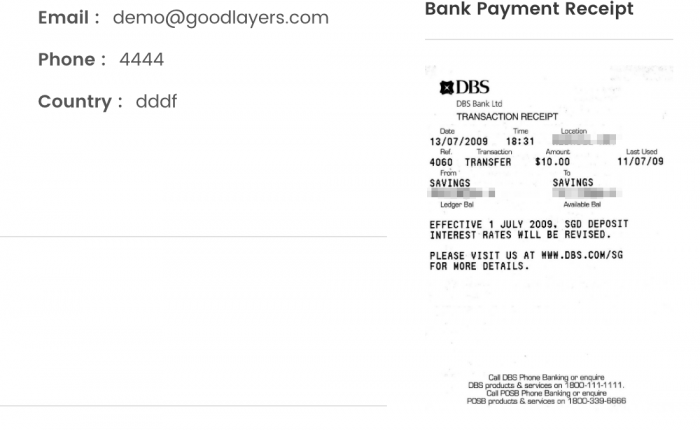 Email : demo@goodlayers.com
Phone : 4444
Country : dddf
Bank Payment Receipt
DBS
DBS Bank Ltd
TRANSACTION RECEIPT
Date Time Location
13/07/2009 18:31
Ref. Transaction Amount Last Used
4060 TRANSFER $10.00 11/07/09
From To
SAVINGS SAVINGS
Ledger Bal Available Bal
EFFECTIVE 1 JULY 2009, SGD DEPOSIT
INTEREST RATES WILL BE REVISED.
PLEASE VISIT US AT WWW.DBS.COM/SG
FOR MORE DETAILS.
Call DBS Phone Banking or enquire
DBS products & services on 1800-111-1111.
Call POSB Phone Banking or enquire
POSB products & services on 1800-339-6666